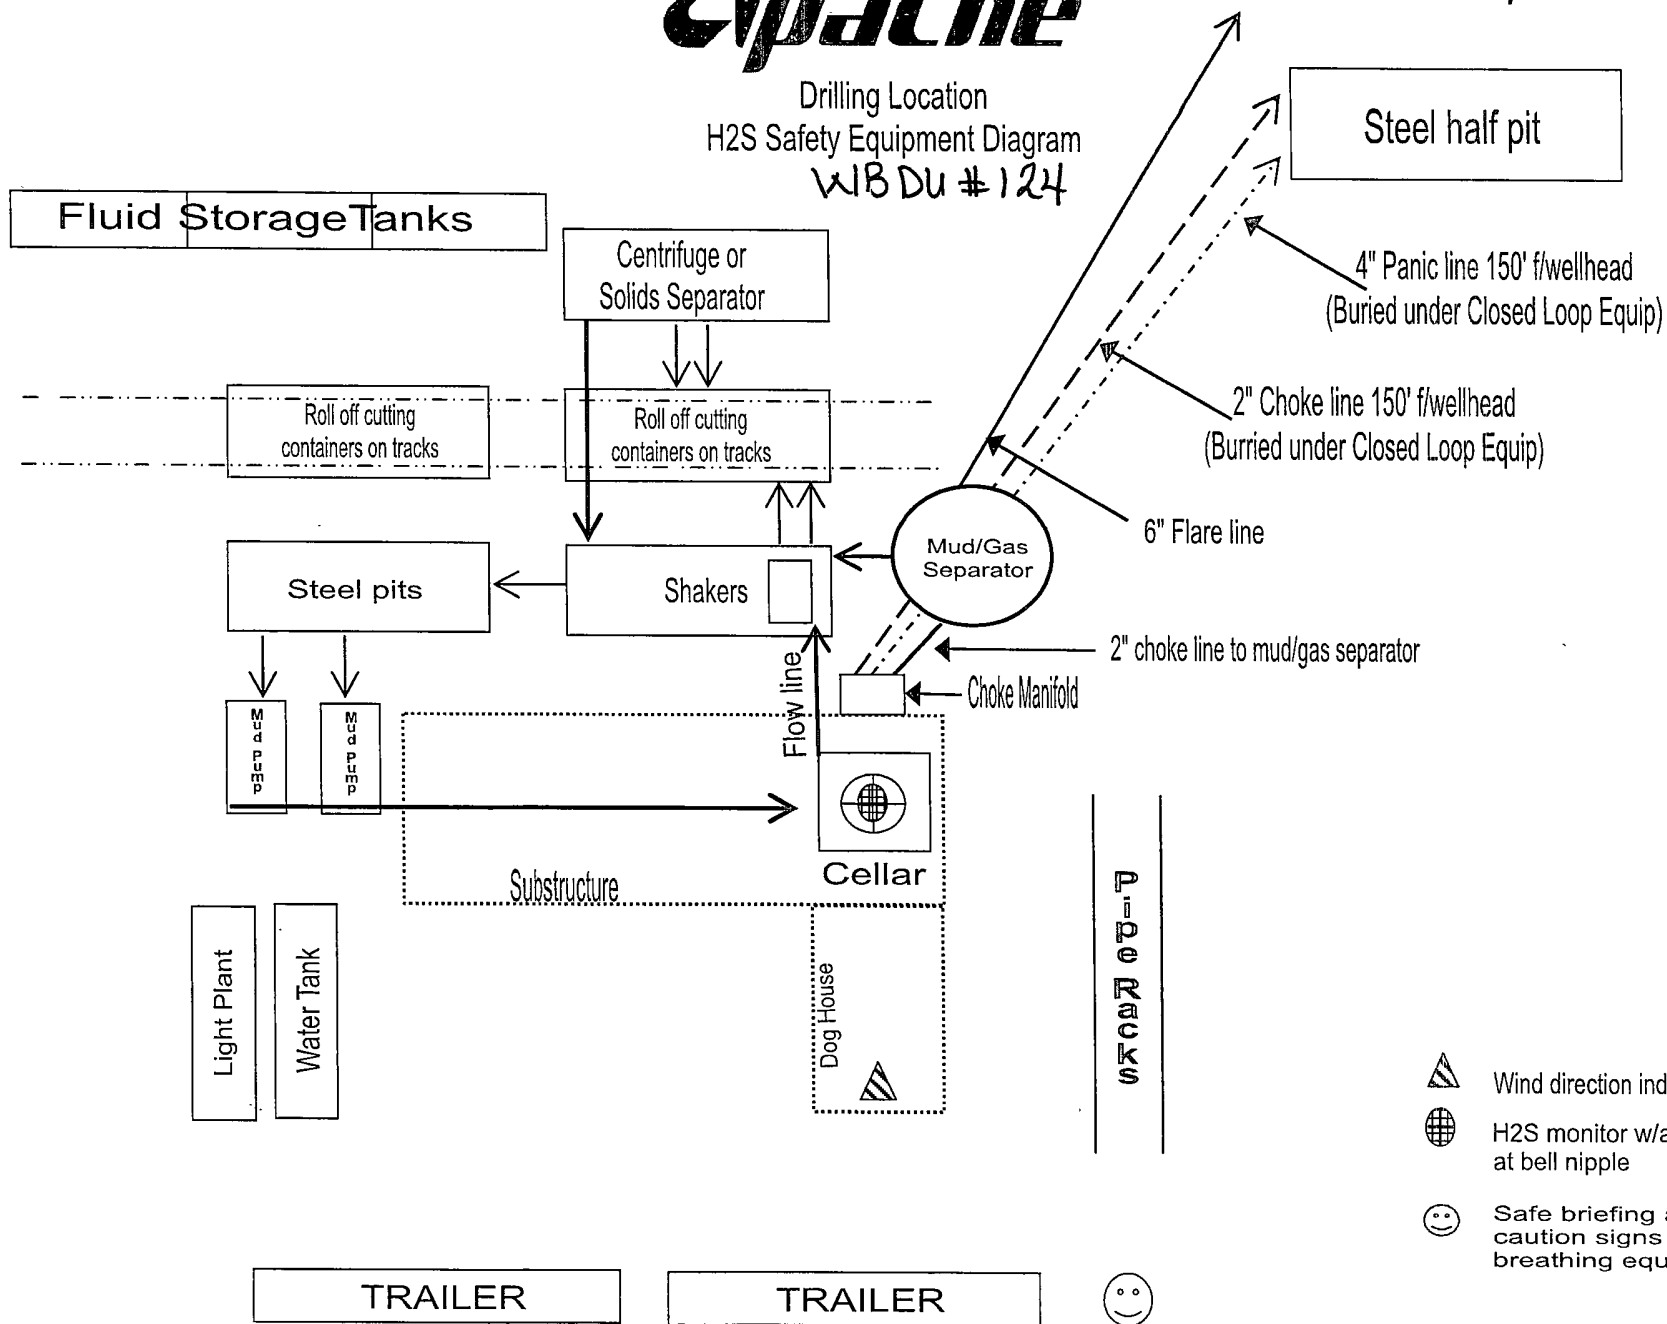 Apache
Drilling Location
H2S Safety Equipment Diagram
WBDU #124
Steel half pit
Fluid Storage Tanks
Centrifuge or
Solids Separator
4" Panic line 150' f/wellhead
(Buried under Closed Loop Equip)
Roll off cutting
containers on tracks
Roll off cutting
containers on tracks
2" Choke line 150' f/wellhead
(Burried under Closed Loop Equip)
6" Flare line
Mud/Gas
Separator
Steel pits
Shakers
2" choke line to mud/gas separator
Choke Manifold
Flow line
Mud Pump
Mud Pump
Cellar
Substructure
Pipe Racks
Light Plant
Water Tank
Dog House
Wind direction ind
H2S monitor w/a
at bell nipple
Safe briefing
caution signs
breathing equ
TRAILER
TRAILER